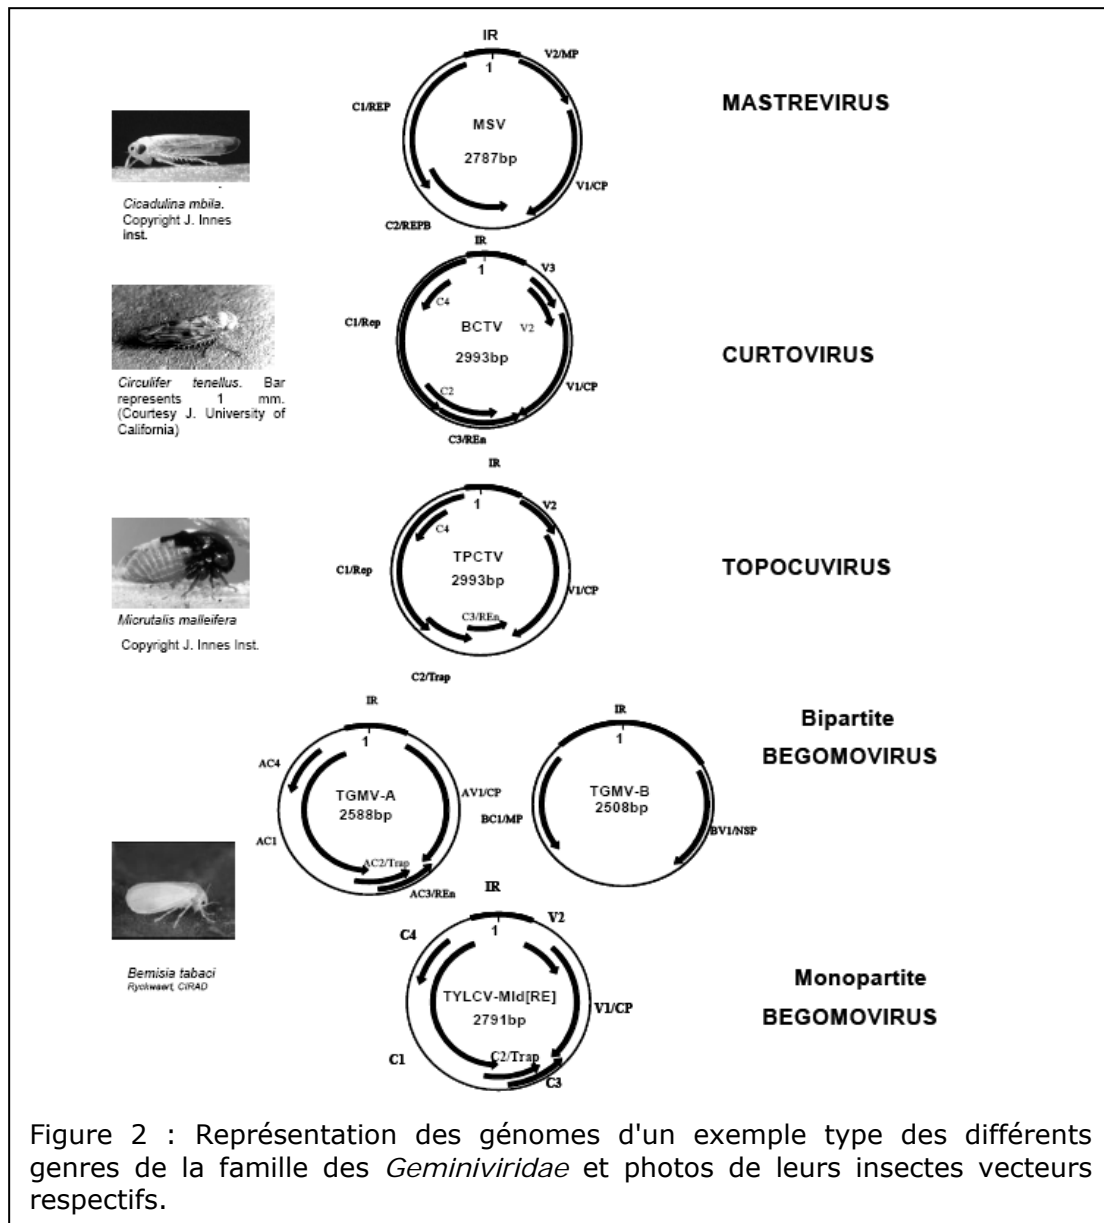 IR
V2/MP
1
C1/REP
MSV
2787bp
V1/CP
C2/REPB
MASTREVIRUS
Cicadulina mbila.
Copyright J. Innes
Inst.
IR
1
V3
C4
C1/Rep
BCTV
V2
2993bp
C2
V1/CP
C3/REn
CURTOVIRUS
Circulifer tenellus. Bar
represents 1 mm.
(Courtesy J. University of
California)
IR
1
V2
C4
TPCTV
C1/Rep
2993bp
V1/CP
C3/REn
C2/Trap
TOPOCUVIRUS
Micrutalis malleifera
Copyright J. Innes Inst.
IR
1
AC4
TGMV-A
2588bp
AV1/CP
AC1
AC2/Trap
AC3/REn
IR
1
TGMV-B
2508bp
BC1/MP
BV1/NSP
Bipartite
BEGOMOVIRUS
IR
1
V2
C4
TYLCV-Mld[RE]
2791bp
V1/CP
C1
C2/Trap
C3
Monopartite
BEGOMOVIRUS
Bemisia tabaci
Ryckwaert, CIRAD
Figure 2 : Représentation des génomes d'un exemple type des différents
genres de la famille des Geminiviridae et photos de leurs insectes vecteurs
respectifs.